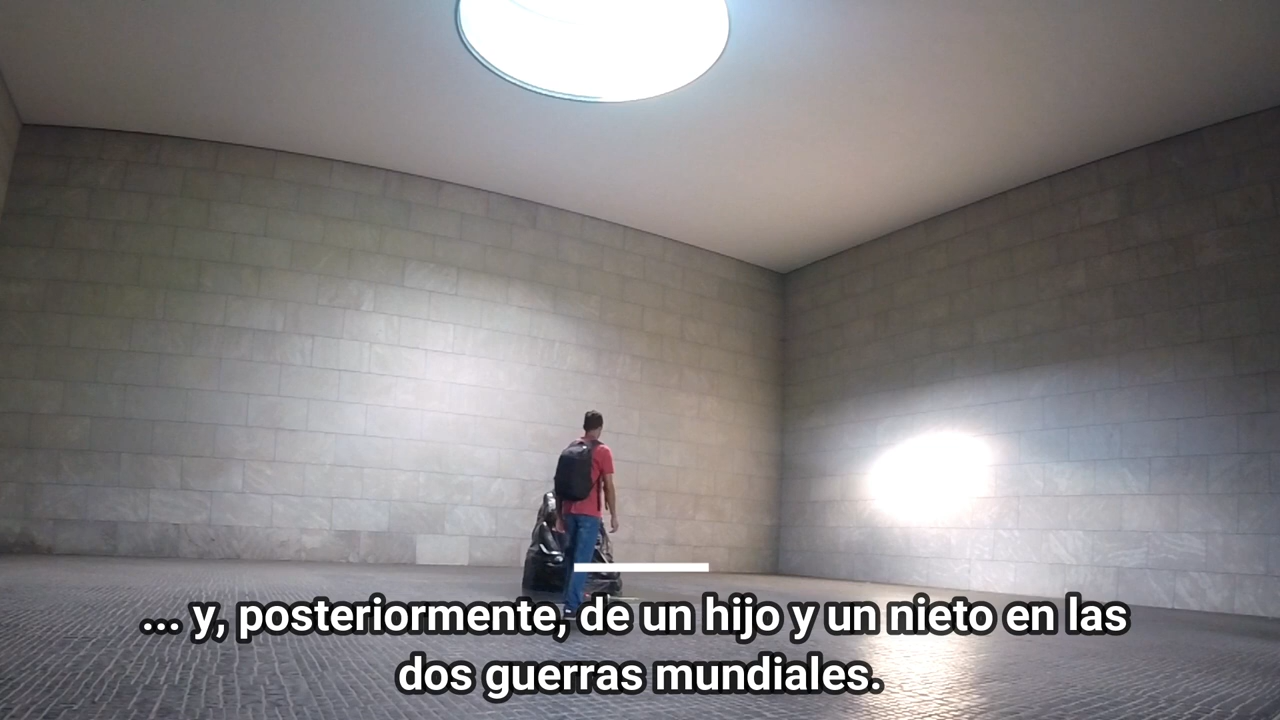 ... y, posteriormente, de un hijo y un nieto en las
dos guerras mundiales.